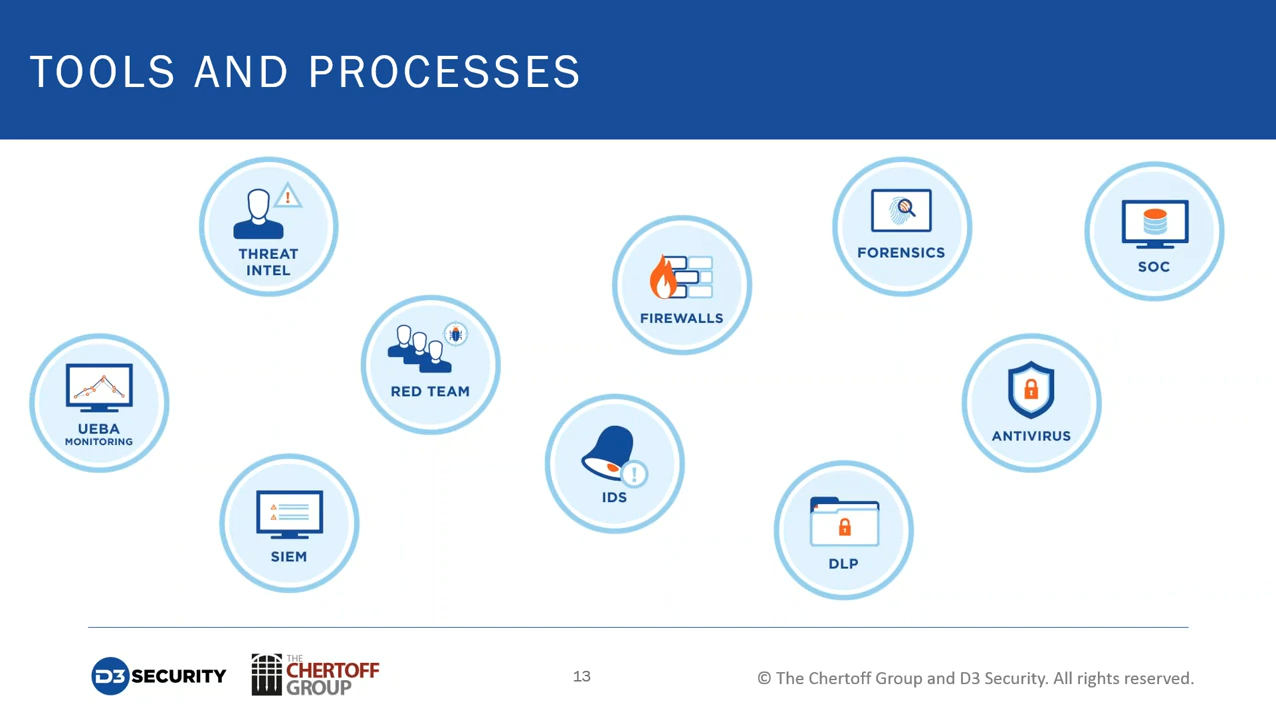 TOOLS AND PROCESSES
THREAT
INTEL
FORENSICS
SOC
FIREWALLS
RED TEAM
UEBA
MONITORING
ANTIVIRUS
IDS
SIEM
DLP
D3 SECURITY
THE
CHERTOFF
GROUP
13
© The Chertoff Group and D3 Security. All rights reserved.